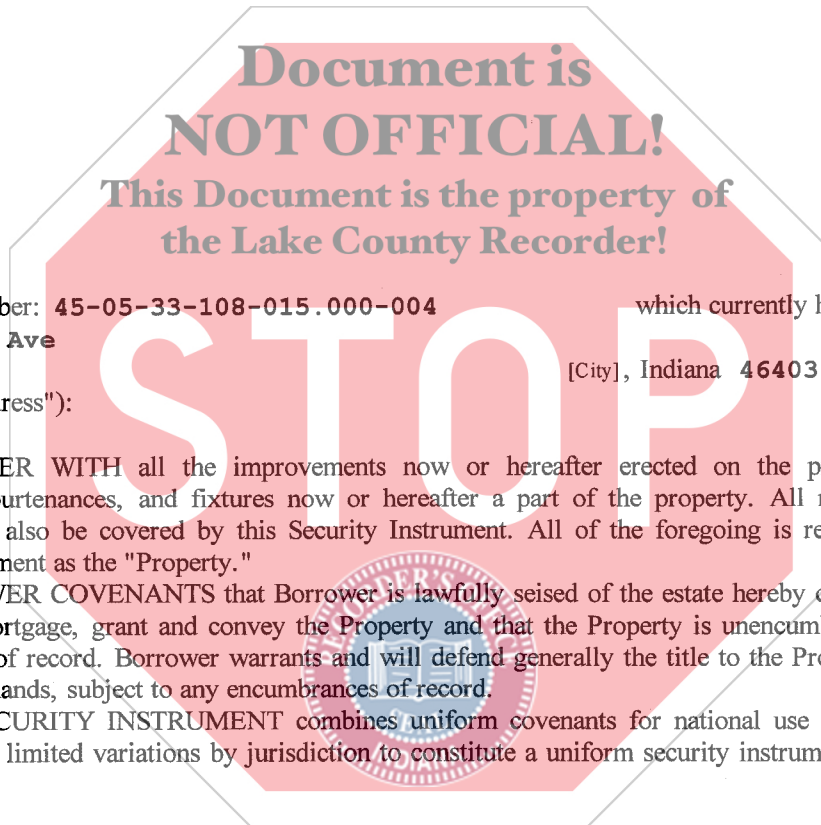 Document is
NOT OFFICIAL!
This Document is the property of
the Lake County Recorder!
ber: 45-05-33-108-015.000-004 which currently h
Ave
[City], Indiana 46403
ress"):
STOP
ER WITH all the improvements now or hereafter erected on the p
urtenances, and fixtures now or hereafter a part of the property. All r
also be covered by this Security Instrument. All of the foregoing is re
ment as the "Property."
VER COVENANTS that Borrower is lawfully seised of the estate hereby c
ortgage, grant and convey the Property and that the Property is unencum
of record. Borrower warrants and will defend generally the title to the Pro
ands, subject to any encumbrances of record.
CURITY INSTRUMENT combines uniform covenants for national use
limited variations by jurisdiction to constitute a uniform security instrum
SEAL
INDIANA